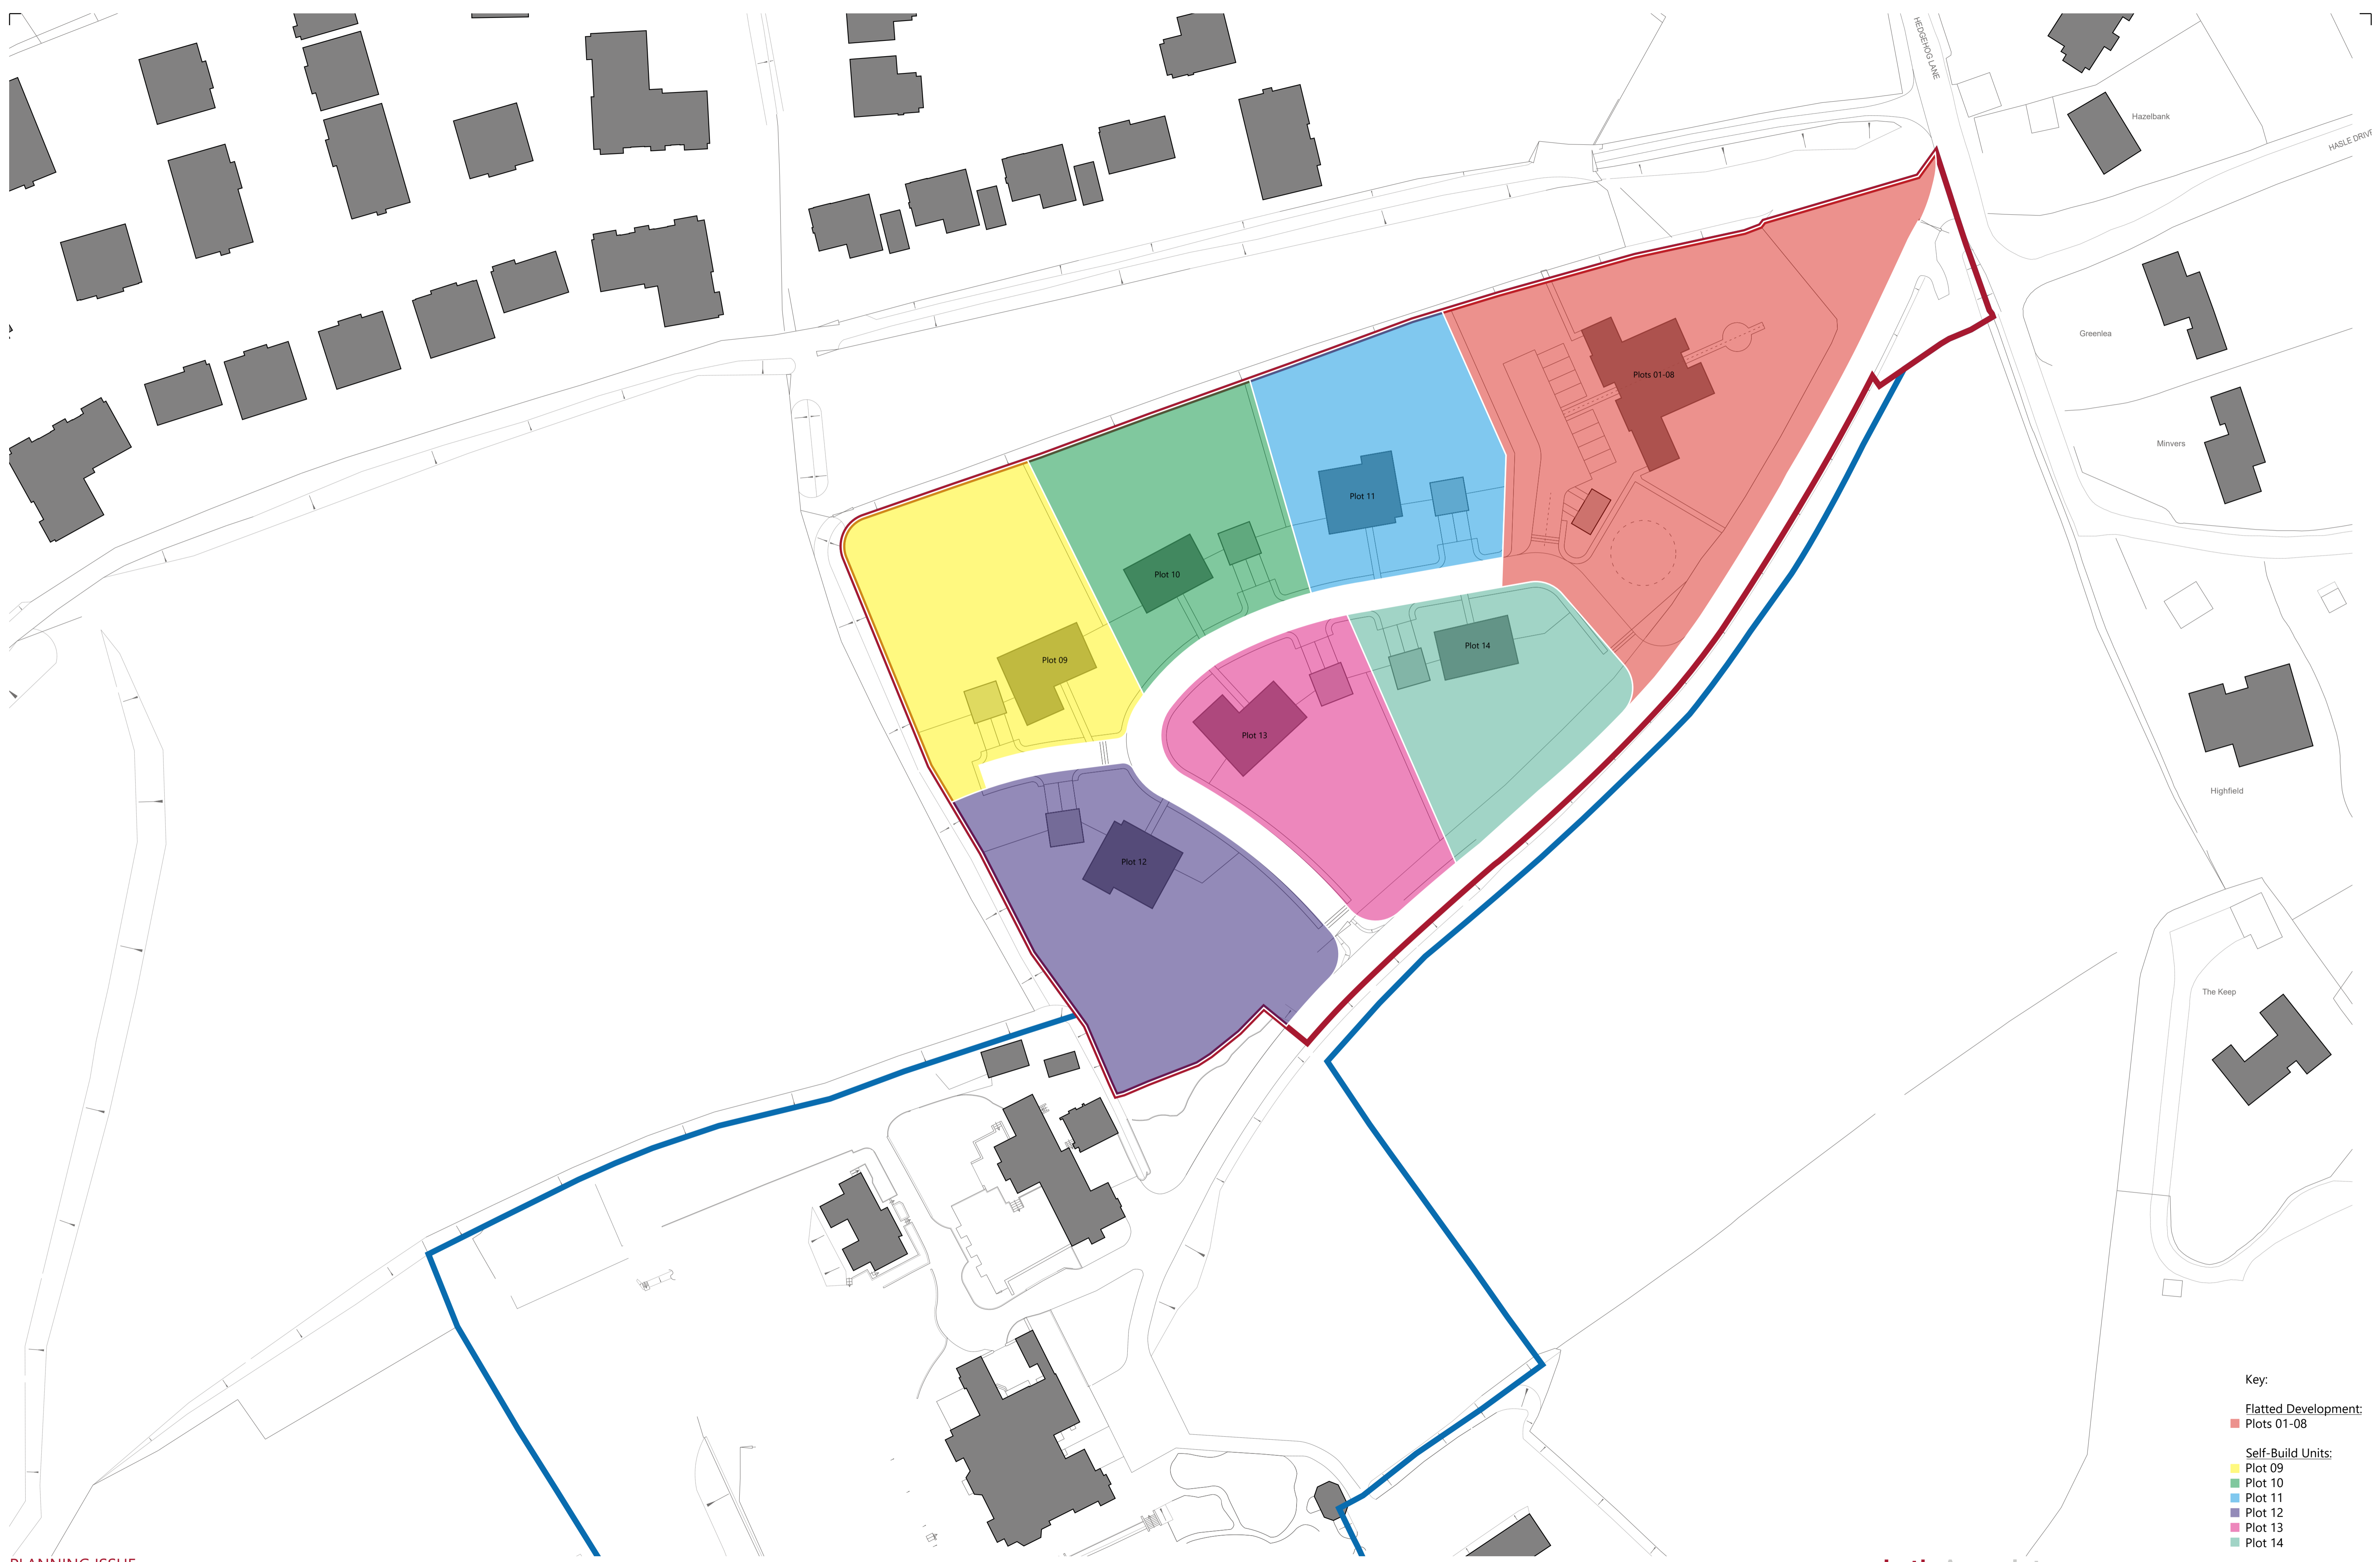 HEDGEHOG LANE
Hazelbank
HASLE DRIVE
Greenlea
Minvers
Highfield
The Keep
Plots 01-08
Plot 11
Plot 10
Plot 09
Plot 14
Plot 13
Plot 12
Key:
Flatted Development:
Plots 01-08
Self-Build Units:
Plot 09
Plot 10
Plot 11
Plot 12
Plot 13
Plot 14
PLANNING ISSUE